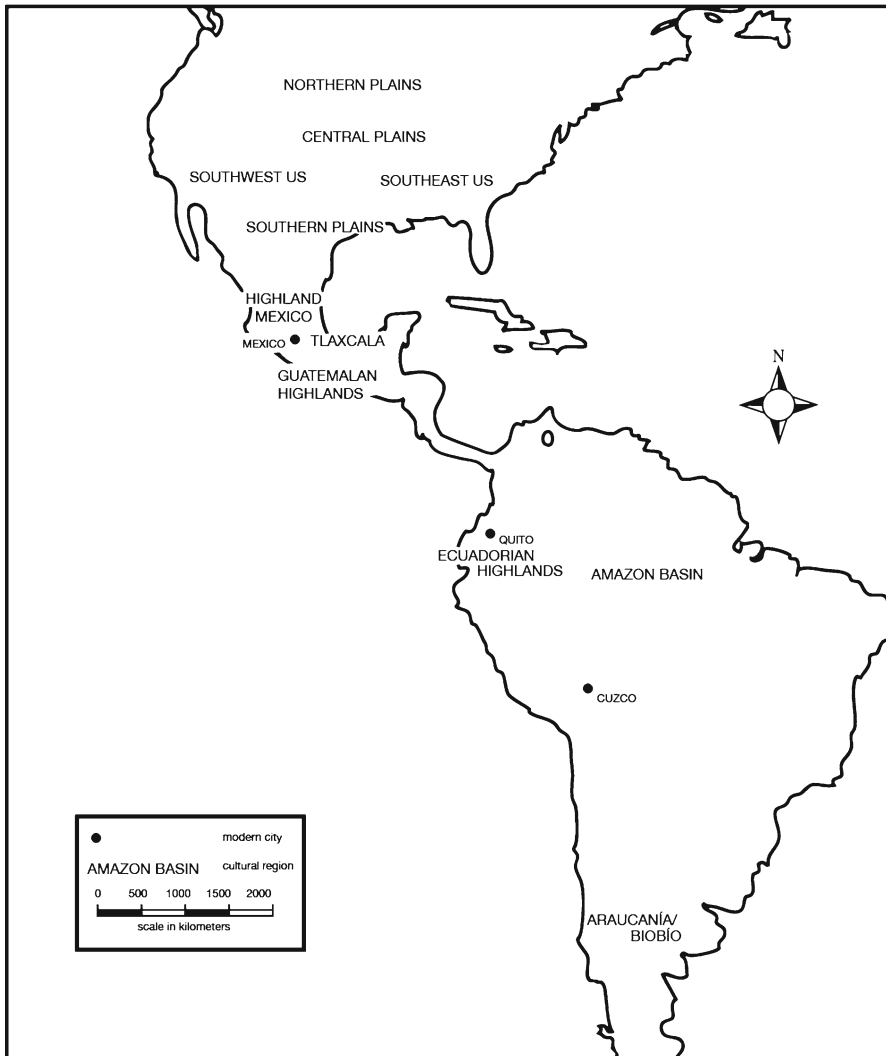 NORTHERN PLAINS
CENTRAL PLAINS
SOUTHWEST US
SOUTHEAST US
SOUTHERN PLAINS
HIGHLAND
MEXICO
MEXICO
TLAXCALA
GUATEMALAN
HIGHLANDS
N
QUITO
ECUADORIAN
HIGHLANDS
AMAZON BASIN
CUZCO
modern city
AMAZON BASIN cultural region
0 500 1000 1500 2000
scale in kilometers
ARAUCANÍA/
BIOBÍO